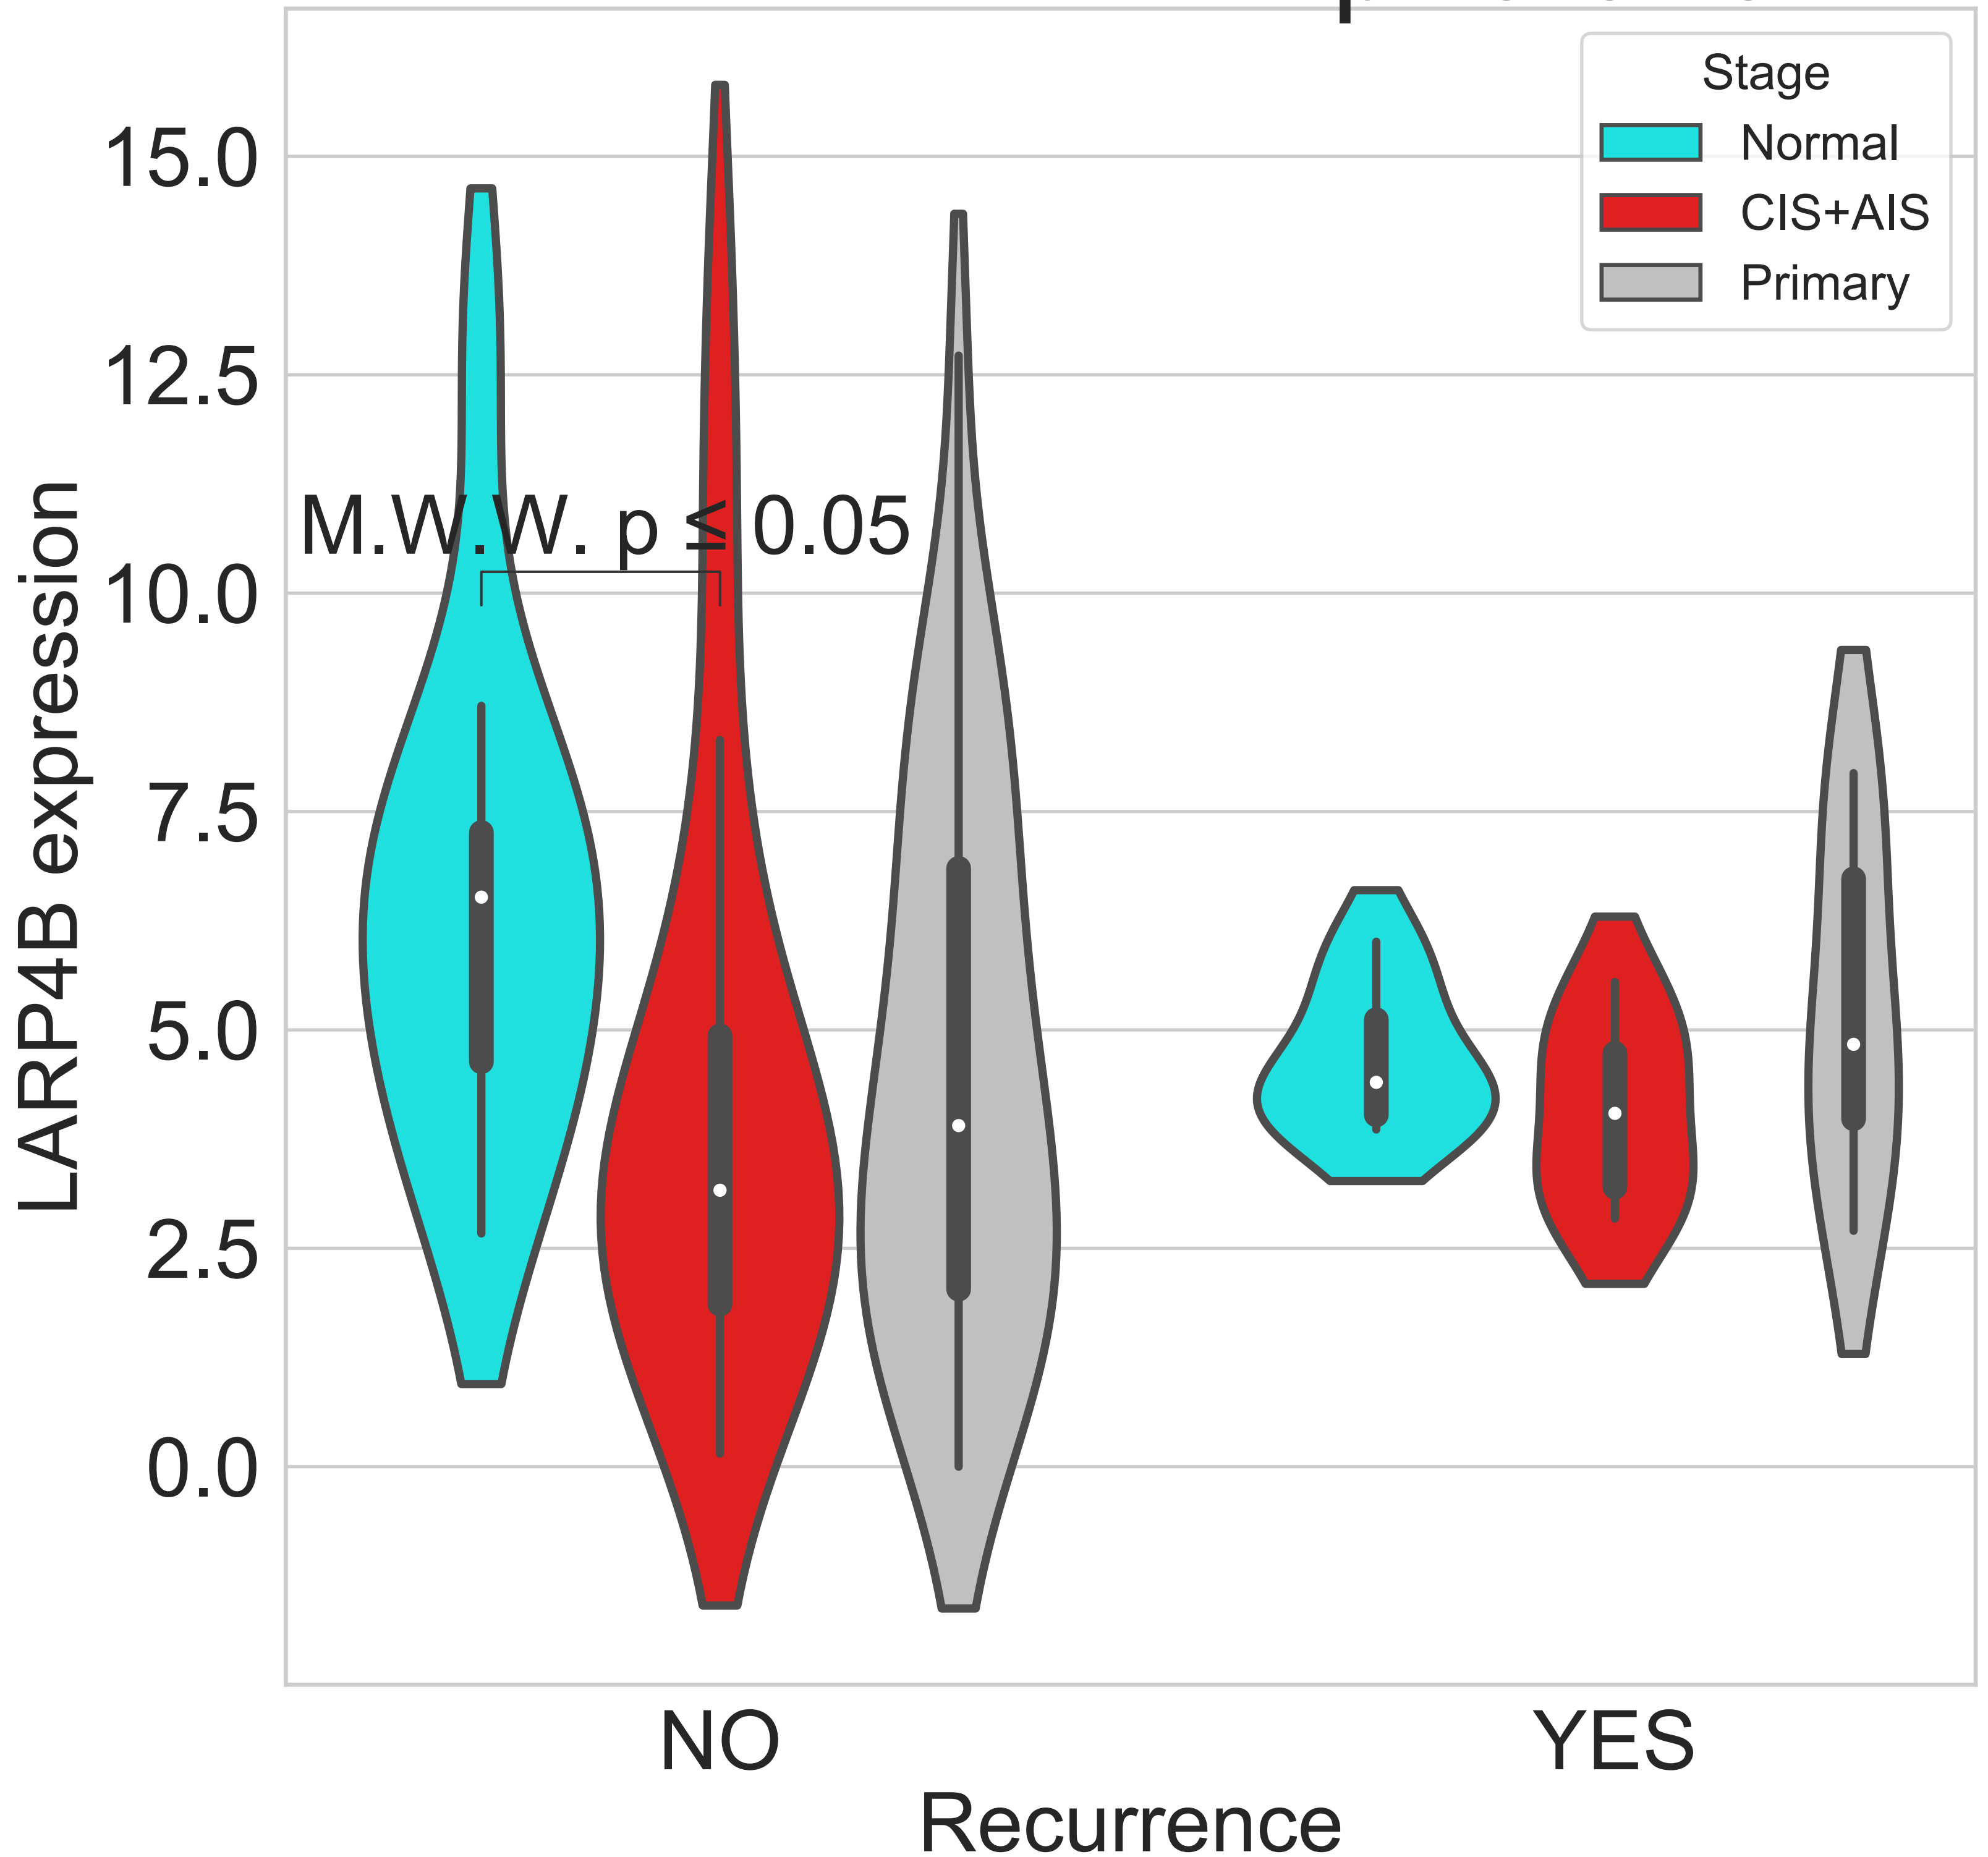 Stage
Normal
CIS+AIS
Primary
15.0
12.5
10.0
7.5
5.0
2.5
0.0
LARP4B expression
M.W.W. p ≤ 0.05
NO
YES
Recurrence